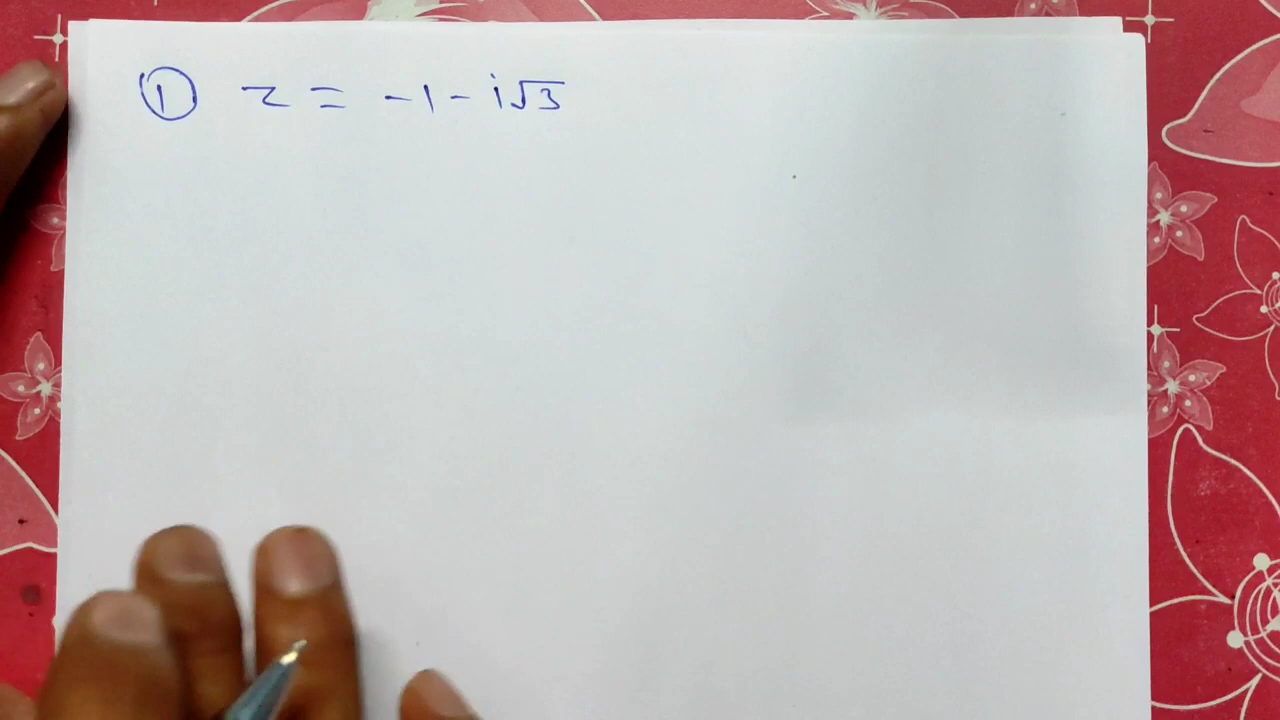 ① z = -1 - i√3